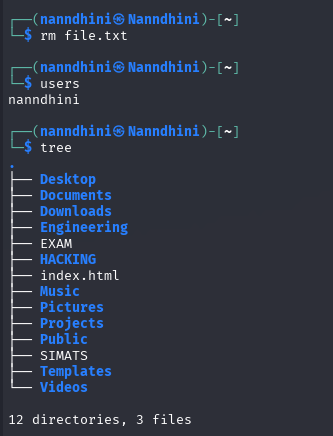 ┌──(nanndhini㉿Nanndhini)-[~]
└─$ rm file.txt
┌──(nanndhini㉿Nanndhini)-[~]
└─$ users
nanndhini
┌──(nanndhini㉿Nanndhini)-[~]
└─$ tree
.
├── Desktop
├── Documents
├── Downloads
├── Engineering
├── EXAM
├── HACKING
├── index.html
├── Music
├── Pictures
├── Projects
├── Public
├── SIMATS
├── Templates
└── Videos
12 directories, 3 files